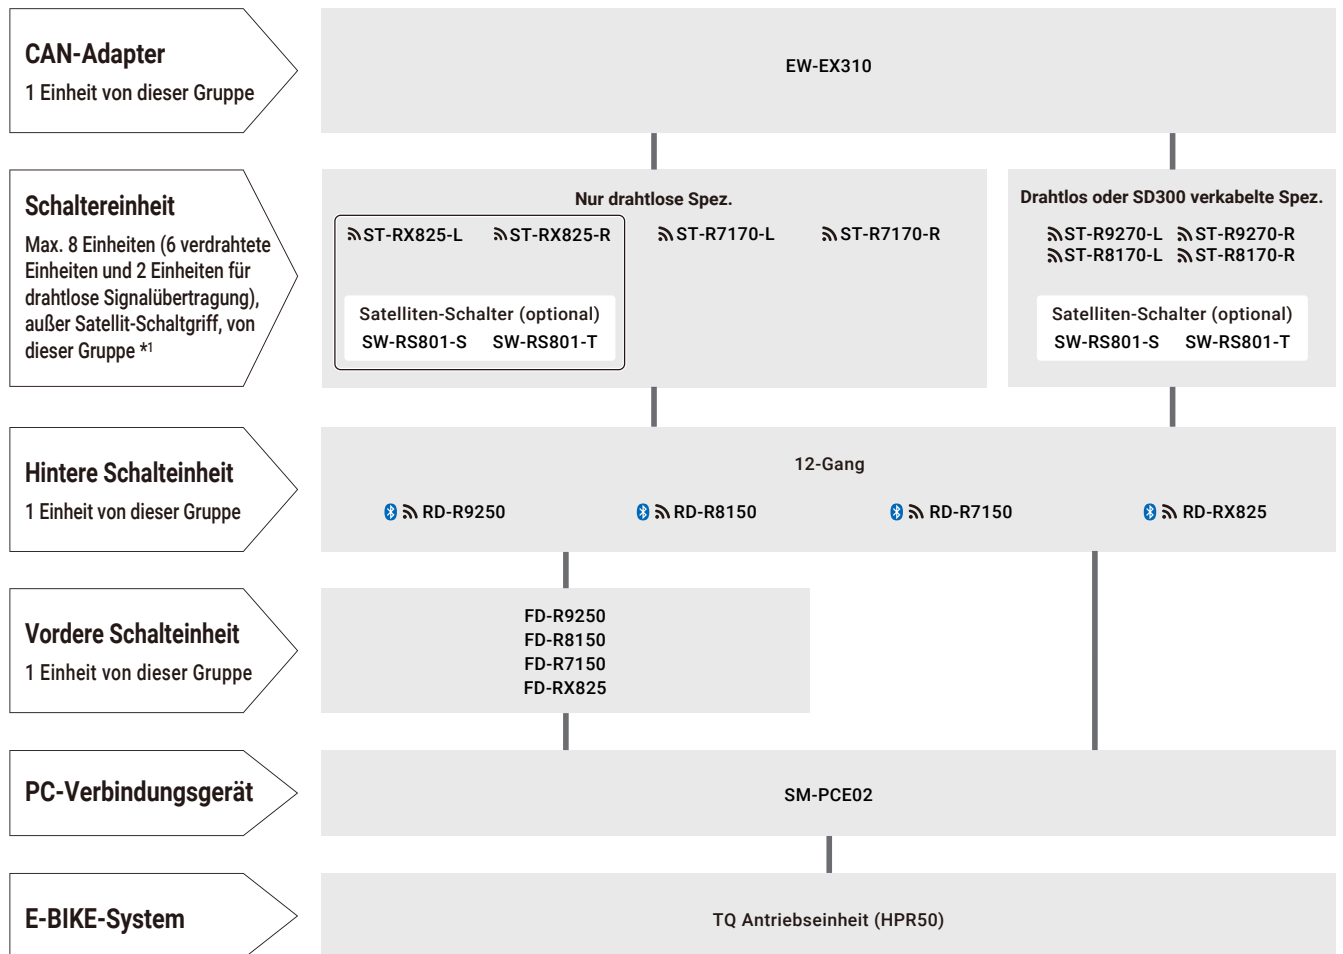 CAN-Adapter
1 Einheit von dieser Gruppe
EW-EX310
Schaltereinheit
Max. 8 Einheiten (6 verdrahtete
Einheiten und 2 Einheiten für
drahtlose Signalübertragung),
außer Satellit-Schaltgriff, von
dieser Gruppe *1
Nur drahtlose Spez.
ST-RX825-L ST-RX825-R ST-R7170-L ST-R7170-R
Satelliten-Schalter (optional)
SW-RS801-S SW-RS801-T
Drahtlos oder SD300 verkabelte Spez.
ST-R9270-L ST-R9270-R
ST-R8170-L ST-R8170-R
Satelliten-Schalter (optional)
SW-RS801-S SW-RS801-T
Hintere Schalteinheit
1 Einheit von dieser Gruppe
12-Gang
RD-R9250 RD-R8150 RD-R7150 RD-RX825
Vordere Schalteinheit
1 Einheit von dieser Gruppe
FD-R9250
FD-R8150
FD-R7150
FD-RX825
PC-Verbindungsgerät
SM-PCE02
E-BIKE-System
TQ Antriebseinheit (HPR50)